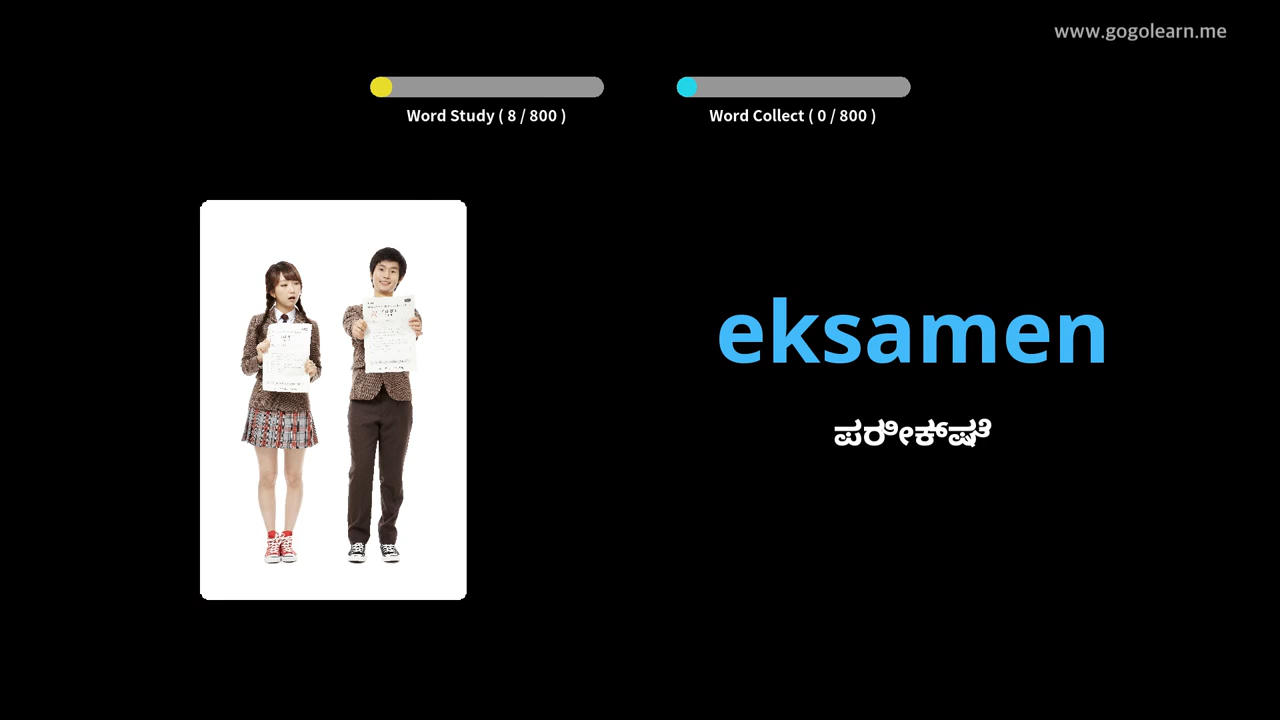 www.gogolearn.me
Word Study ( 8 / 800 )
Word Collect ( 0 / 800 )
eksamen
ಪರೀಕ್ಷೆ